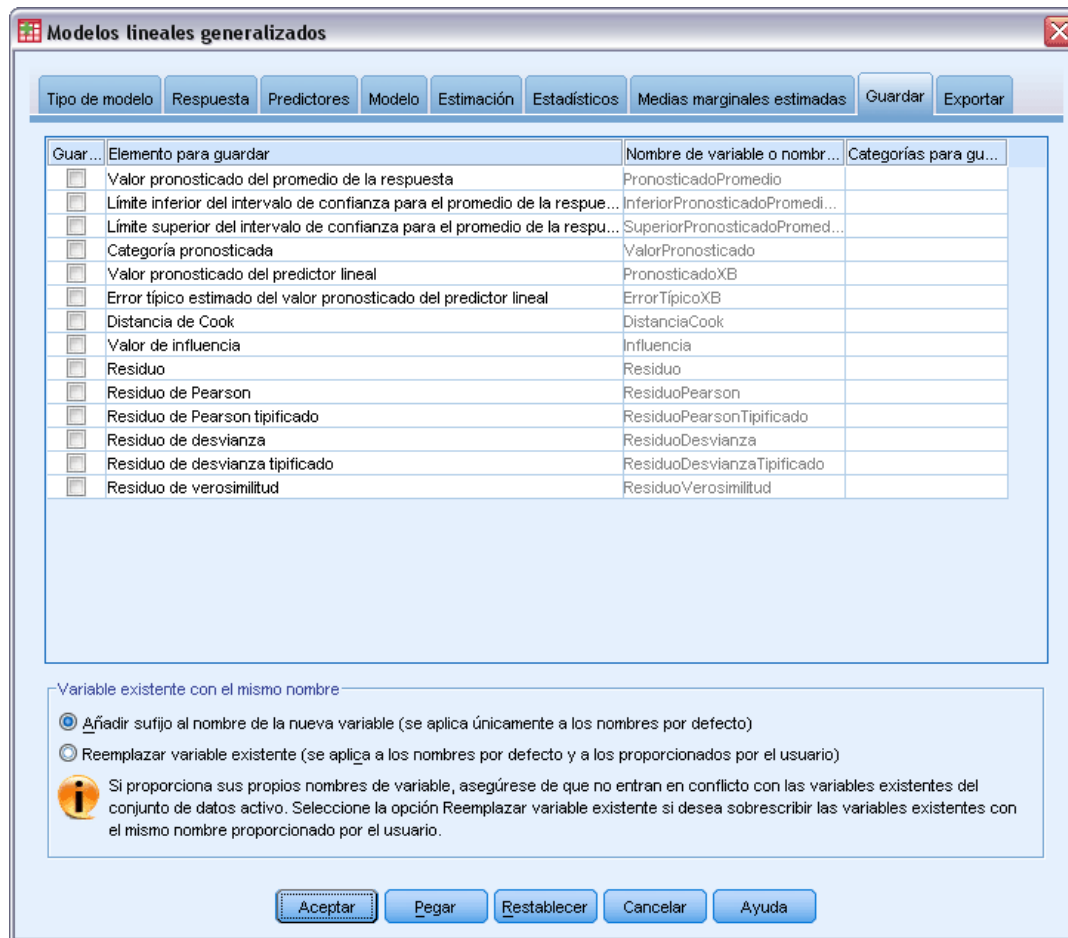 Modelos lineales generalizados
Tipo de modelo Respuesta Predictores Modelo Estimación Estadísticos Medias marginales estimadas Guardar Exportar
Guar... Elemento para guardar Nombre de variable o nombr... Categorías para gu...
Valor pronosticado del promedio de la respuesta PronosticadoPromedio
Límite inferior del intervalo de confianza para el promedio de la respue... InferiorPronosticadoPromedi...
Límite superior del intervalo de confianza para el promedio de la respu... SuperiorPronosticadoPromed...
Categoría pronosticada ValorPronosticado
Valor pronosticado del predictor lineal PronosticadoXB
Error típico estimado del valor pronosticado del predictor lineal ErrorTípicoXB
Distancia de Cook DistanciaCook
Valor de influencia Influencia
Residuo Residuo
Residuo de Pearson ResiduoPearson
Residuo de Pearson tipificado ResiduoPearsonTipificado
Residuo de desvianza ResiduoDesvianza
Residuo de desvianza tipificado ResiduoDesvianzaTipificado
Residuo de verosimilitud ResiduoVerosimilitud
Variable existente con el mismo nombre
Añadir sufijo al nombre de la nueva variable (se aplica únicamente a los nombres por defecto)
Reemplazar variable existente (se aplica a los nombres por defecto y a los proporcionados por el usuario)
Si proporciona sus propios nombres de variable, asegúrese de que no entran en conflicto con las variables existentes del
conjunto de datos activo. Seleccione la opción Reemplazar variable existente si desea sobrescribir las variables existentes con
el mismo nombre proporcionado por el usuario.
Aceptar Pegar Restablecer Cancelar Ayuda